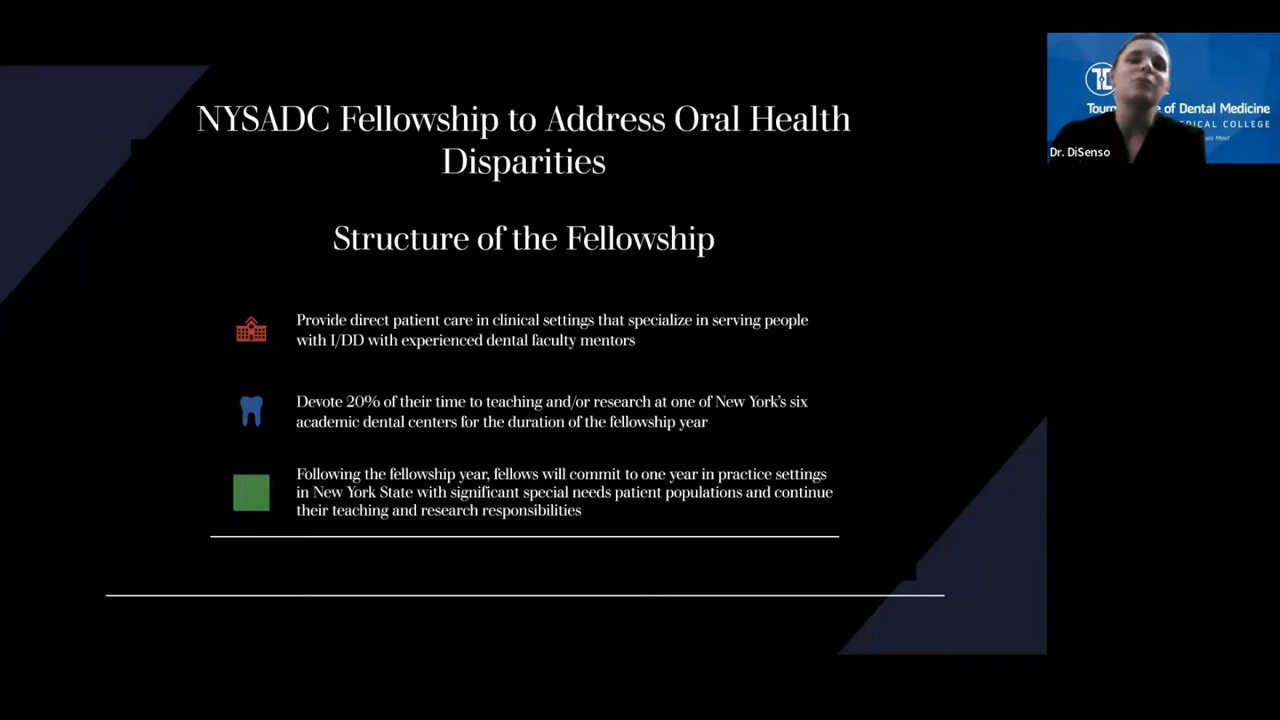 NYSADC Fellowship to Address Oral Health
Disparities
Structure of the Fellowship
Provide direct patient care in clinical settings that specialize in serving people
with I/DD with experienced dental faculty mentors
Devote 20% of their time to teaching and/or research at one of New York's six
academic dental centers for the duration of the fellowship year
Following the fellowship year, fellows will commit to one year in practice settings
in New York State with significant special needs patient populations and continue
their teaching and research responsibilities
of Dental Medicine
COLLEGE
Meet
Dr. DiSenso